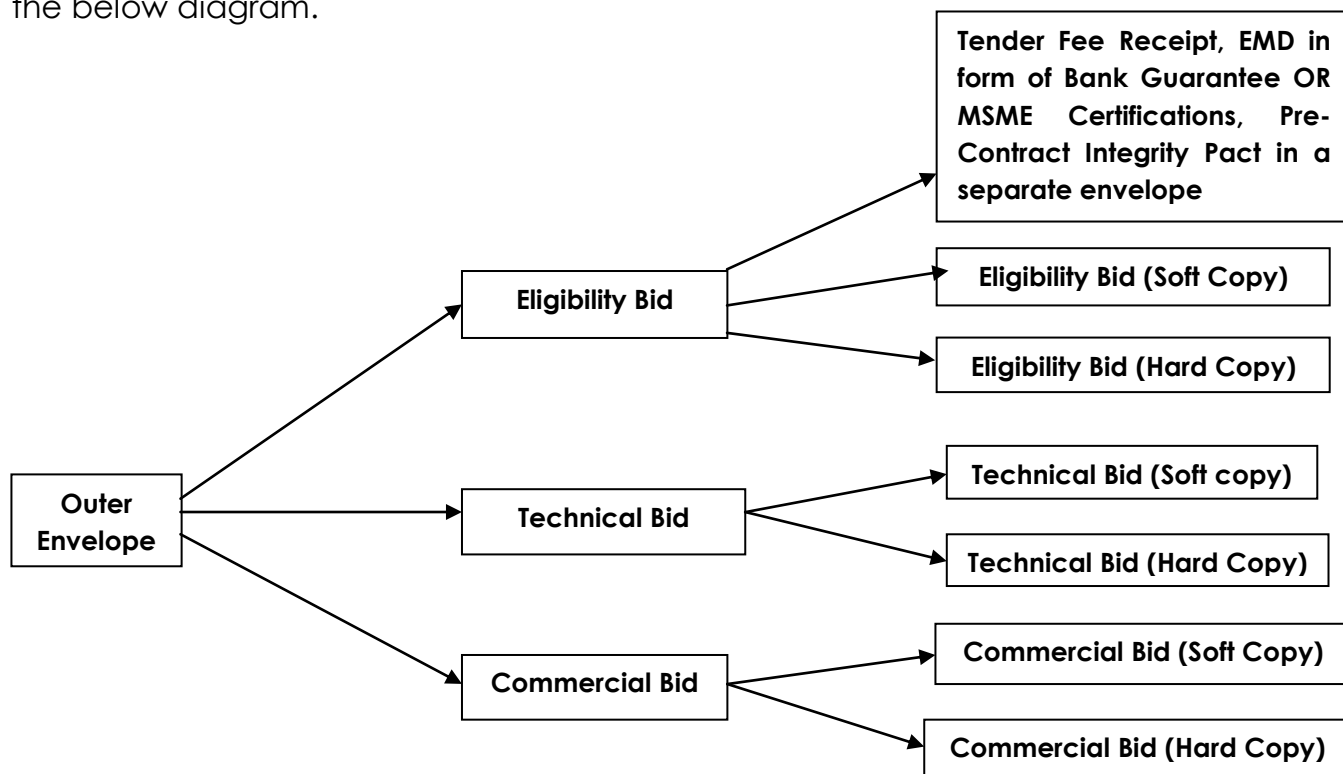 the below diagram.
Tender Fee Receipt, EMD in
form of Bank Guarantee OR
MSME Certifications, Pre-
Contract Integrity Pact in a
separate envelope
Eligibility Bid
Eligibility Bid (Soft Copy)
Eligibility Bid (Hard Copy)
Outer
Envelope
Technical Bid
Technical Bid (Soft copy)
Technical Bid (Hard Copy)
Commercial Bid
Commercial Bid (Soft Copy)
Commercial Bid (Hard Copy)